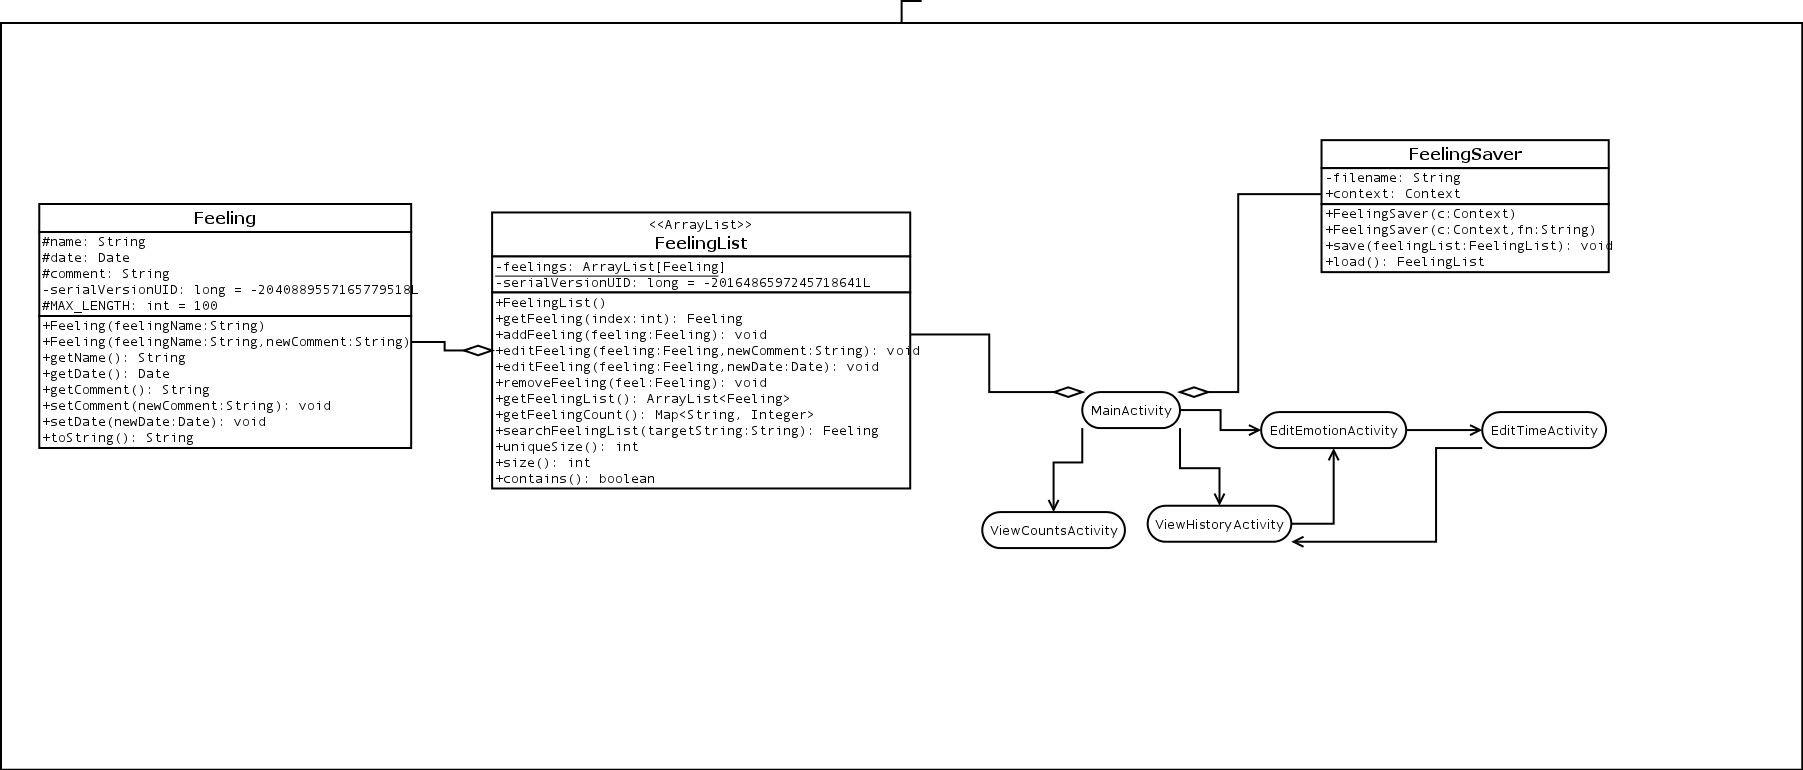 Feeling
#name: String
#date: Date
#comment: String
-serialVersionUID: long = -2040889557165779518L
#MAX_LENGTH: int = 100
+Feeling(feelingName:String)
+Feeling(feelingName:String,newComment:String)
+getName(): String
+getDate(): Date
+getComment(): String
+setComment(newComment:String): void
+setDate(newDate:Date): void
+toString(): String
<<ArrayList>>
FeelingList
-feelings: ArrayList[Feeling]
-serialVersionUID: long = -2016486597245718641L
+FeelingList()
+getFeeling(index:int): Feeling
+addFeeling(feeling:Feeling): void
+editFeeling(feeling:Feeling,newComment:String): void
+editFeeling(feeling:Feeling,newDate:Date): void
+removeFeeling(feel:Feeling): void
+getFeelingList(): ArrayList<Feeling>
+getFeelingCount(): Map<String, Integer>
+searchFeelingList(targetString:String): Feeling
+uniqueSize(): int
+size(): int
+contains(): boolean
FeelingSaver
-filename: String
+context: Context
+FeelingSaver(c:Context)
+FeelingSaver(c:Context,fn:String)
+save(feelingList:FeelingList): void
+load(): FeelingList
MainActivity
EditEmotionActivity
EditTimeActivity
ViewCountsActivity
ViewHistoryActivity